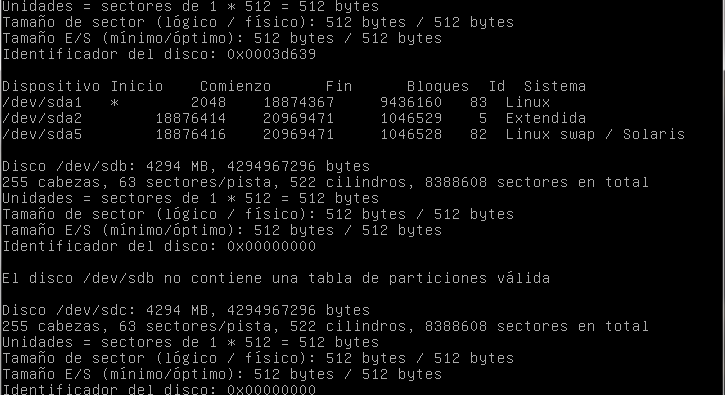 Unidades = sectores de 1 * 512 = 512 bytes
Tamaño de sector (lógico / físico): 512 bytes / 512 bytes
Tamaño E/S (mínimo/óptimo): 512 bytes / 512 bytes
Identificador del disco: 0x0003d639
Dispositivo Inicio    Comienzo      Fin      Bloques  Id  Sistema
/dev/sda1   *        2048    18874367     9436160   83  Linux
/dev/sda2        18876414    20969471     1046529    5  Extendida
/dev/sda5        18876416    20969471     1046528   82  Linux swap / Solaris
Disco /dev/sdb: 4294 MB, 4294967296 bytes
255 cabezas, 63 sectores/pista, 522 cilindros, 8388608 sectores en total
Unidades = sectores de 1 * 512 = 512 bytes
Tamaño de sector (lógico / físico): 512 bytes / 512 bytes
Tamaño E/S (mínimo/óptimo): 512 bytes / 512 bytes
Identificador del disco: 0x00000000
El disco /dev/sdb no contiene una tabla de particiones válida
Disco /dev/sdc: 4294 MB, 4294967296 bytes
255 cabezas, 63 sectores/pista, 522 cilindros, 8388608 sectores en total
Unidades = sectores de 1 * 512 = 512 bytes
Tamaño de sector (lógico / físico): 512 bytes / 512 bytes
Tamaño E/S (mínimo/óptimo): 512 bytes / 512 bytes
Identificador del disco: 0x00000000